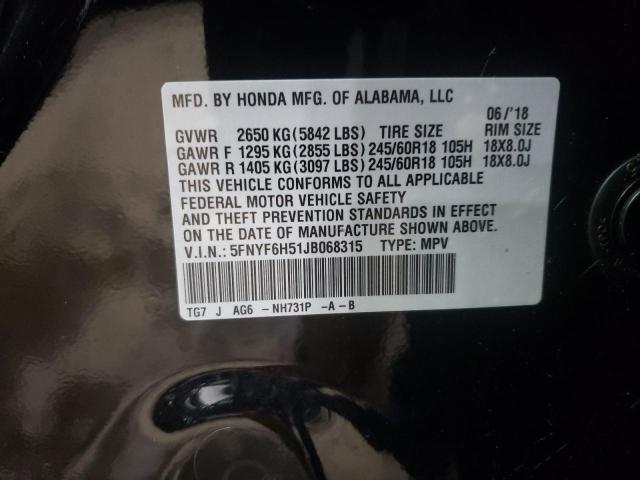 MFD. BY HONDA MFG. OF ALABAMA, LLC
06/'18
GVWR 2650 KG (5842 LBS) TIRE SIZE RIM SIZE
GAWR F 1295 KG (2855 LBS) 245/60R18 105H 18X8.0J
GAWR R 1405 KG (3097 LBS) 245/60R18 105H 18X8.0J
THIS VEHICLE CONFORMS TO ALL APPLICABLE
FEDERAL MOTOR VEHICLE SAFETY
AND THEFT PREVENTION STANDARDS IN EFFECT
ON THE DATE OF MANUFACTURE SHOWN ABOVE.
V.I.N.: 5FNYF6H51JB068315 TYPE: MPV
TG7 J AG6 - NH731P -A - B